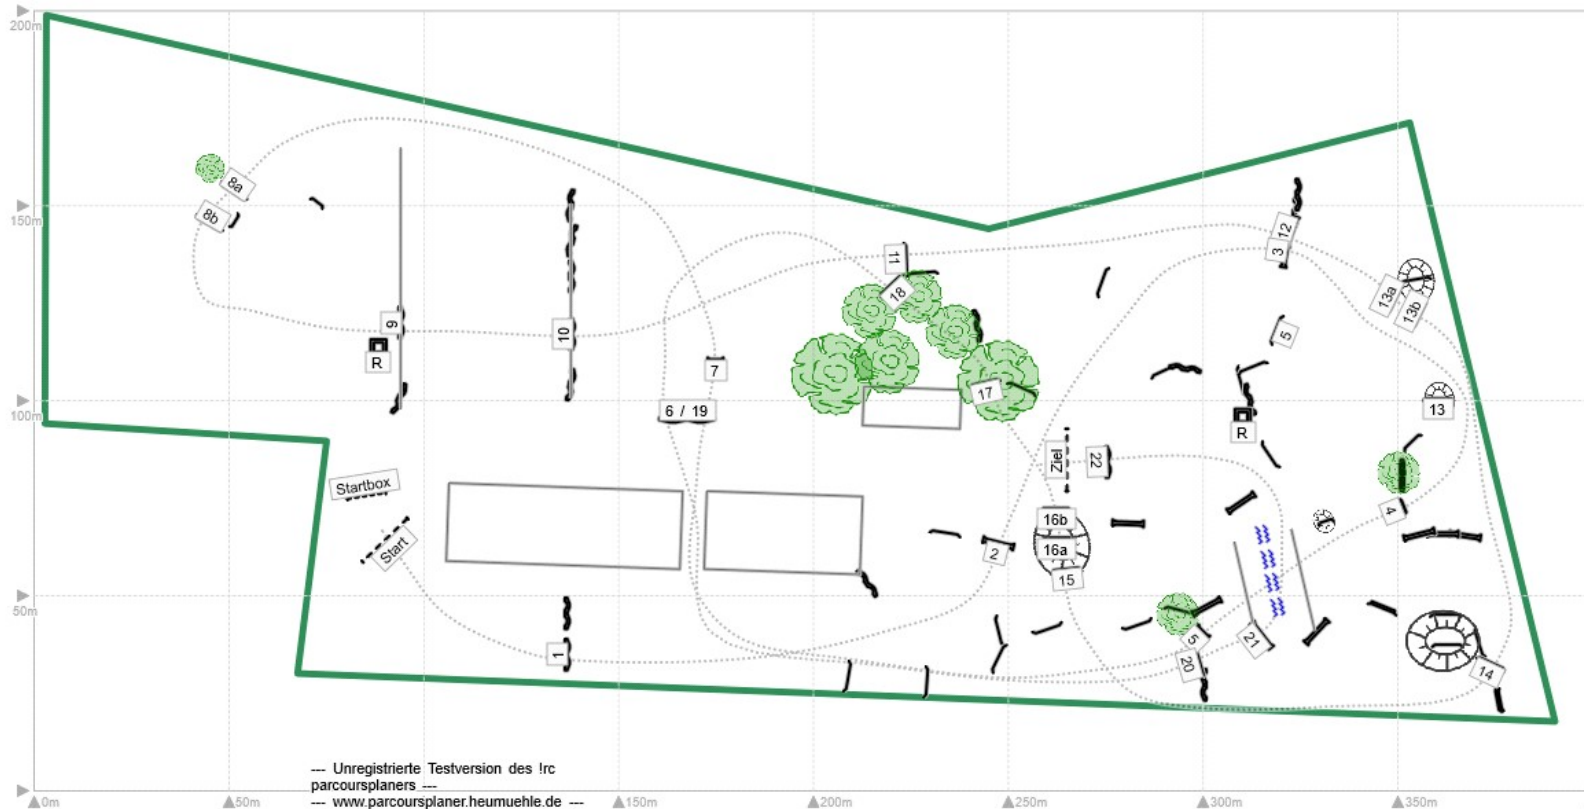 200m
8a
8b
150m
12
3
11
18
13a
13b
9
10
5
R
7
17
13
100m
6 / 19
R
Ziel
22
Startbox
4
16b
Start
2
16a
15
50m
1
5
21
20
14
--- Unregistrierte Testversion des !rc
parcoursplaners ---
--- www.parcoursplaner.heumuehle.de ---
0m
50m
150m
200m
250m
300m
350m